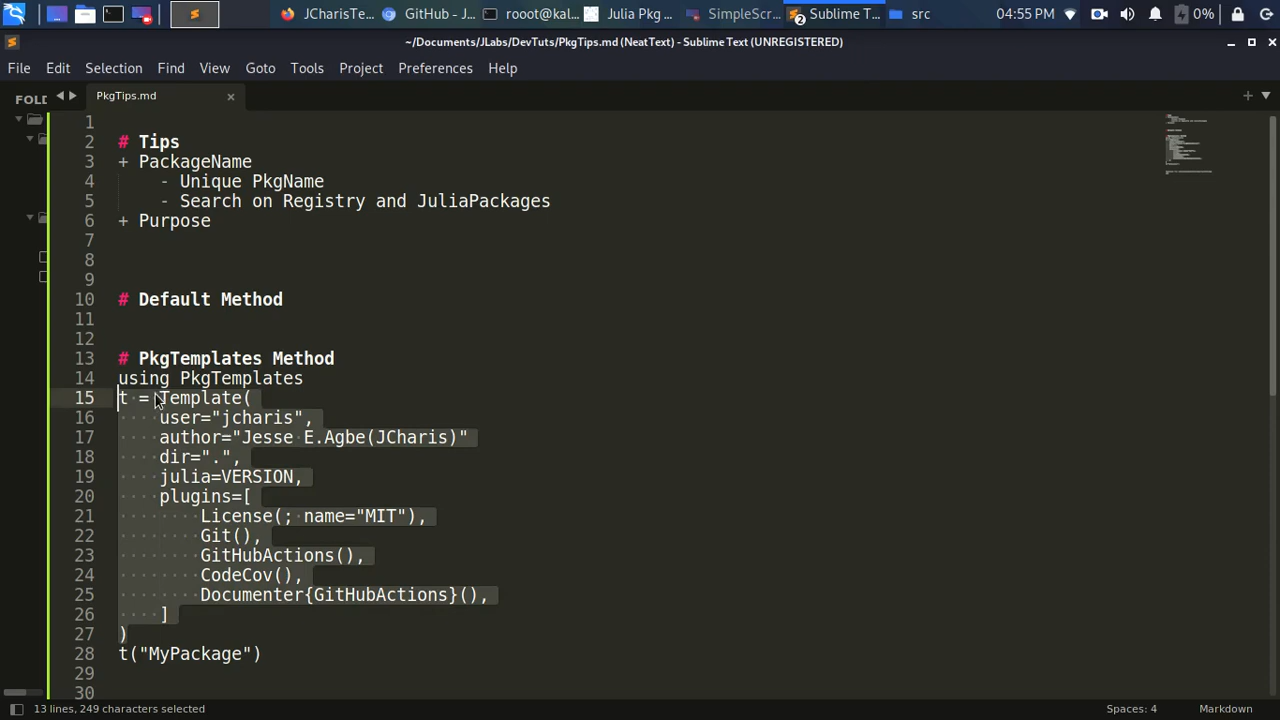 JCharisTe...
GitHub - J...
rooot@kal...
Julia Pkg ...
SimpleScr...
2
Sublime T...
src
04:55 PM
0%
~/Documents/JLabs/DevTuts/PkgTips.md (NeatText) - Sublime Text (UNREGISTERED)
File Edit Selection Find View Goto Tools Project Preferences Help
FOLD
PkgTips.md
1
2 # Tips
3 + PackageName
4 - Unique PkgName
5 - Search on Registry and JuliaPackages
6 + Purpose
7
8
9
10 # Default Method
11
12
13 # PkgTemplates Method
14 using PkgTemplates
15 t = Template(
16 user="jcharis",
17 author="Jesse E.Agbe(JCharis)"
18 dir=".",
19 julia=VERSION,
20 plugins=[
21 License(; name="MIT"),
22 Git(),
23 GitHubActions(),
24 CodeCov(),
25 Documenter{GitHubActions}(),
26 ]
27 )
28 t("MyPackage")
29
30
13 lines, 249 characters selected
Spaces: 4
Markdown